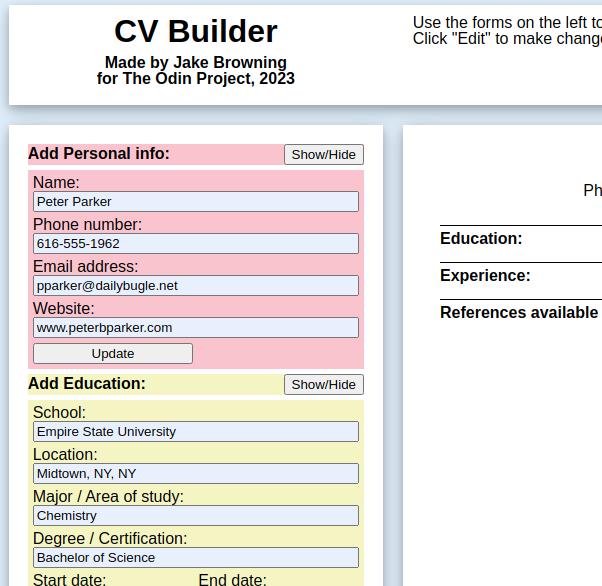 CV Builder
Made by Jake Browning
for The Odin Project, 2023
Use the forms on the left to
Click "Edit" to make change
Add Personal info:
Show/Hide
Name:
Peter Parker
Phone number:
616-555-1962
Email address:
pparker@dailybugle.net
Website:
www.peterbparker.com
Update
Add Education:
Show/Hide
School:
Empire State University
Location:
Midtown, NY, NY
Major / Area of study:
Chemistry
Degree / Certification:
Bachelor of Science
Start date: End date:
Ph
Education:
Experience:
References available